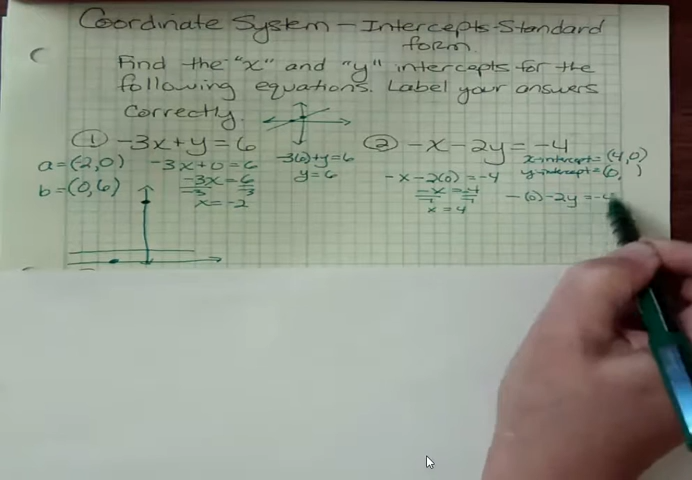 Coordinate System - Intercepts-Standard
form.
Find the "x" and "y" intercepts for the
following equations. Label your answers
correctly.
① -3x+y=6
a=(-2,0)
b=(0,6)
-3x+0=6
-3x=6
-3 -3
x=-2
-3(0)+y=6
y=6
② -x-2y=-4
x-intercept=(4,0)
y-intercept=(0, )
-x-2(0)=-4
-x=-4
-1 -1
x=4
-(0)-2y=-4